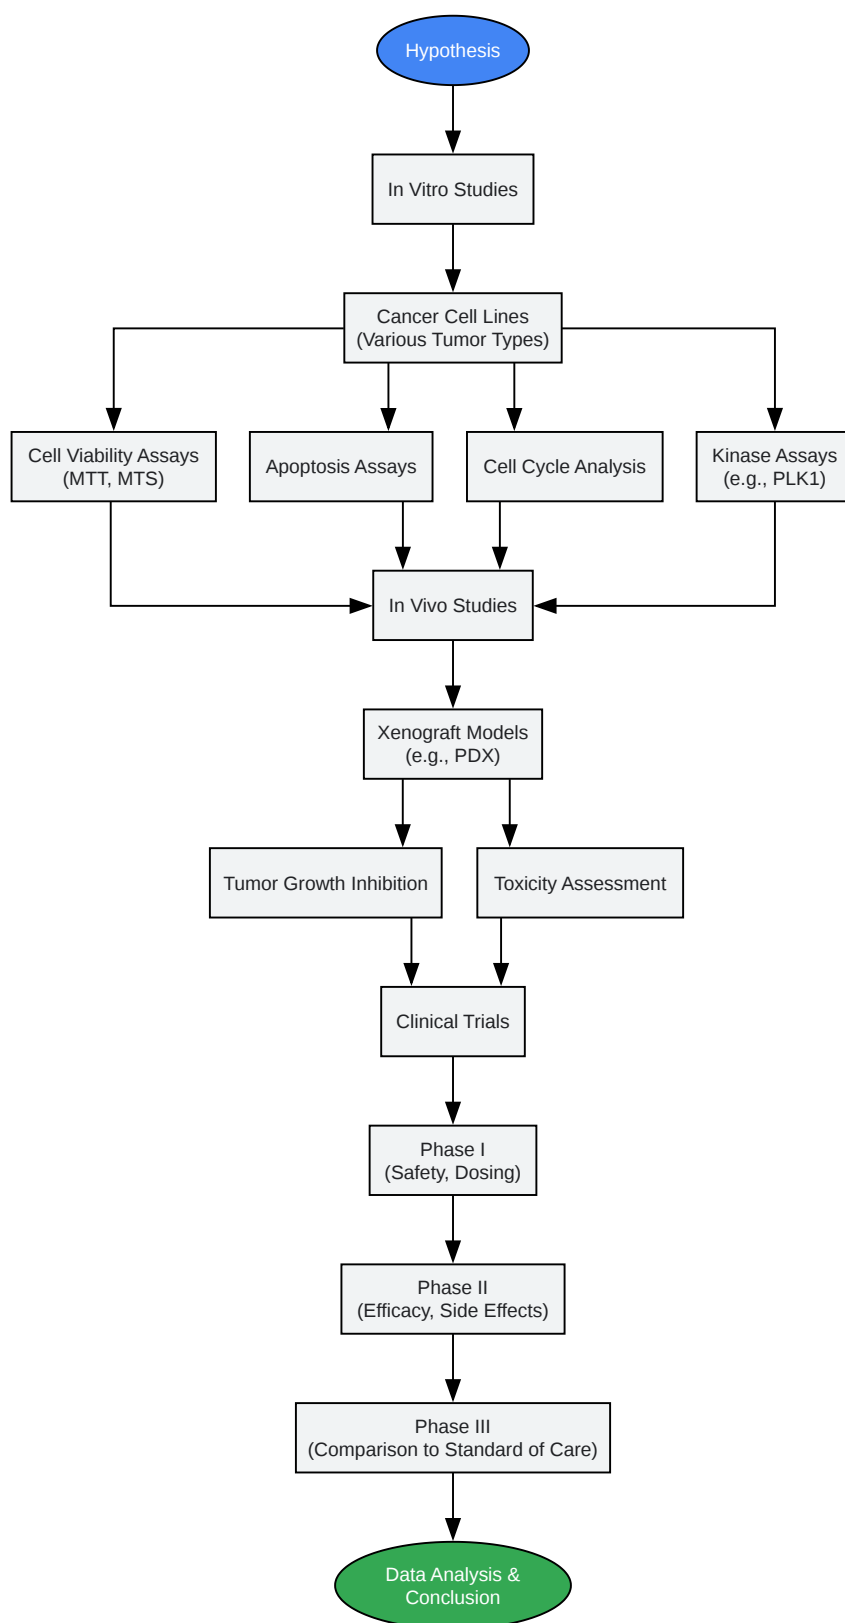 Hypothesis
In Vitro Studies
Cancer Cell Lines
(Various Tumor Types)
Cell Viability Assays
(MTT, MTS)
Apoptosis Assays
Cell Cycle Analysis
Kinase Assays
(e.g., PLK1)
In Vivo Studies
Xenograft Models
(e.g., PDX)
Tumor Growth Inhibition
Toxicity Assessment
Clinical Trials
Phase I
(Safety, Dosing)
Phase II
(Efficacy, Side Effects)
Phase III
(Comparison to Standard of Care)
Data Analysis &
Conclusion